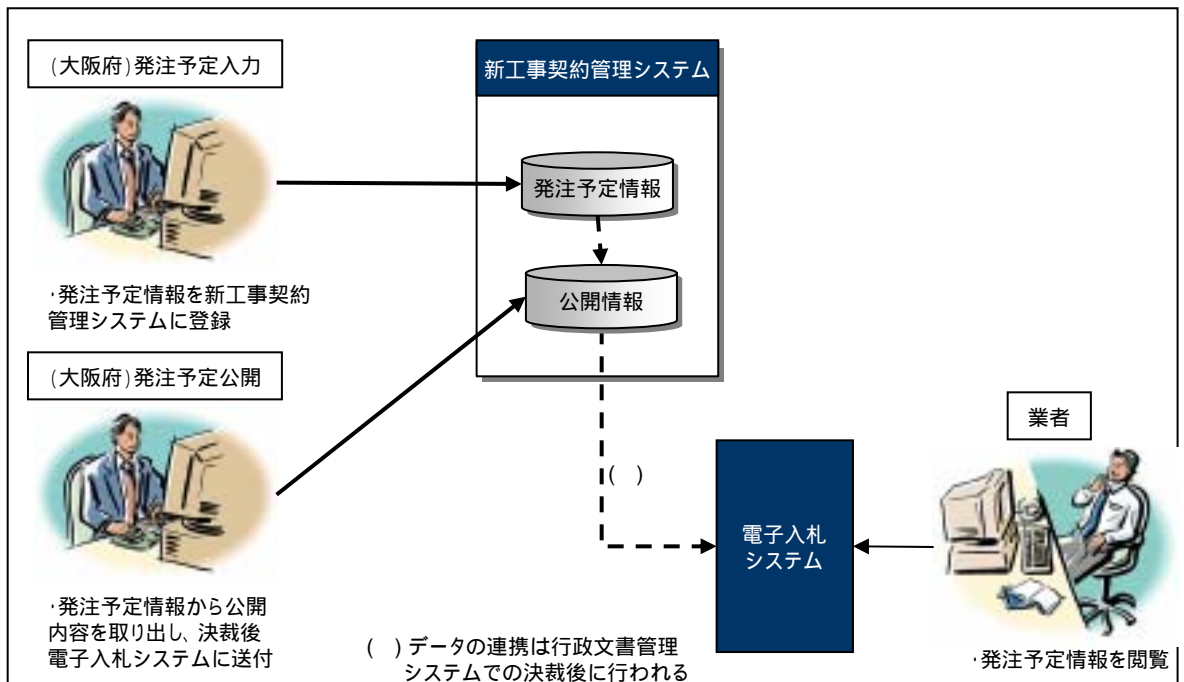 (大阪府)発注予定入力
・発注予定情報を新工事契約
管理システムに登録
(大阪府)発注予定公開
・発注予定情報から公開
内容を取り出し、決裁後
電子入札システムに送付
新工事契約管理システム
発注予定情報
公開情報
( )
電子入札
システム
業者
・発注予定情報を閲覧
( )データの連携は行政文書管理
システムでの決裁後に行われる